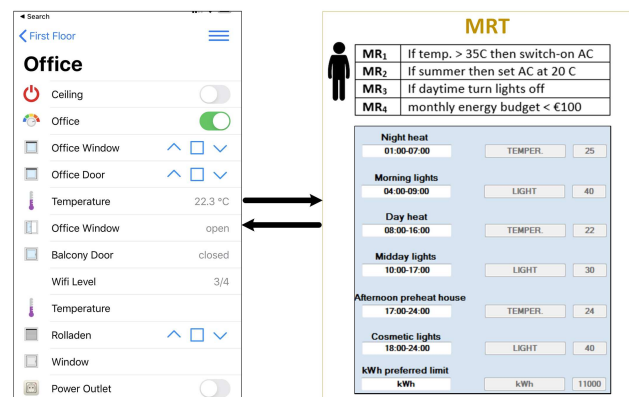 ◄ Search
First Floor
Office
Ceiling
Office
Office Window
Office Door
Temperature 22.3 °C
Office Window open
Balcony Door closed
Wifi Level 3/4
Temperature
Rolladen
Window
Power Outlet
MRT
MR1 If temp. > 35C then switch-on AC
MR2 If summer then set AC at 20 C
MR3 If daytime turn lights off
MR4 monthly energy budget < €100
Night heat
01:00-07:00 TEMPER. 25
Morning lights
04:00-09:00 LIGHT 40
Day heat
08:00-16:00 TEMPER. 22
Midday lights
10:00-17:00 LIGHT 30
Afternoon preheat house
17:00-24:00 TEMPER. 24
Cosmetic lights
18:00-24:00 LIGHT 40
kWh preferred limit
kWh kWh 11000